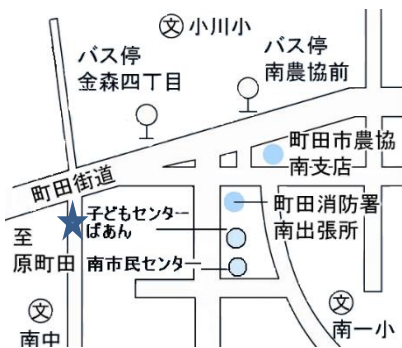 文 小川小
バス停
金森四丁目
バス停
南農協前
町田市農協
南支店
町田街道
子どもセンター
ばあん
町田消防署
南出張所
至
原町田
南市民センター
文
南中
文
南一小